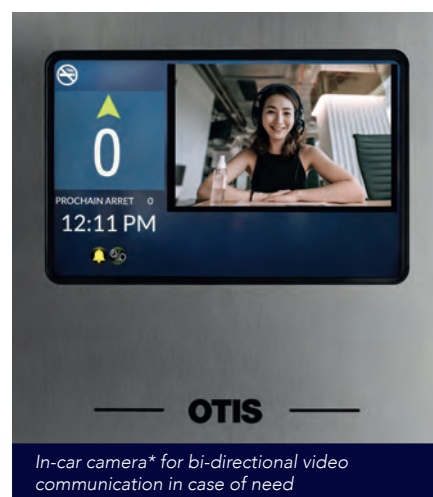 0
PROCHAIN ARRET 0
12:11 PM
OTIS
In-car camera* for bi-directional video
communication in case of need